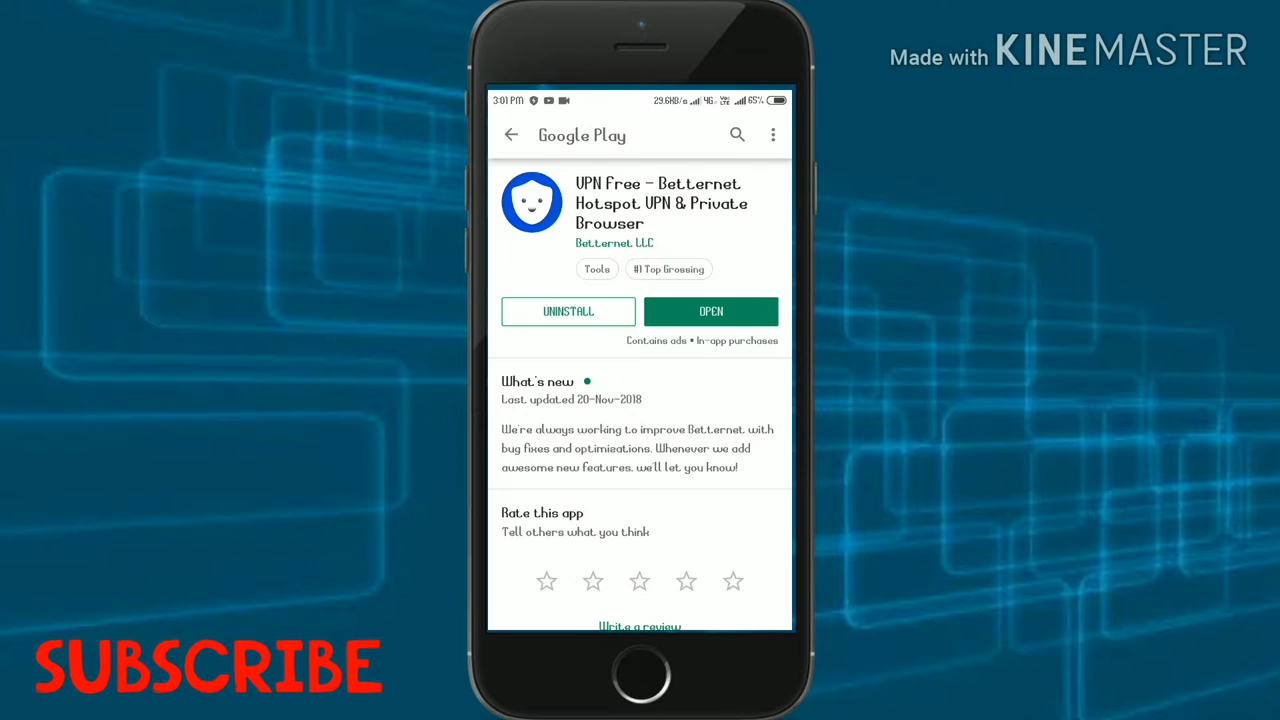 Made with KINEMASTER
3:01 PM 29.6KB/s 4G VoLTE 65%
Google Play
VPN Free – Betternet
Hotspot VPN & Private
Browser
Betternet LLC
Tools #1 Top Grossing
UNINSTALL OPEN
Contains ads • In-app purchases
What's new
Last updated 20-Nov-2018
We're always working to improve Betternet with
bug fixes and optimisations. Whenever we add
awesome new features, we'll let you know!
Rate this app
Tell others what you think
Write a review
SUBSCRIBE